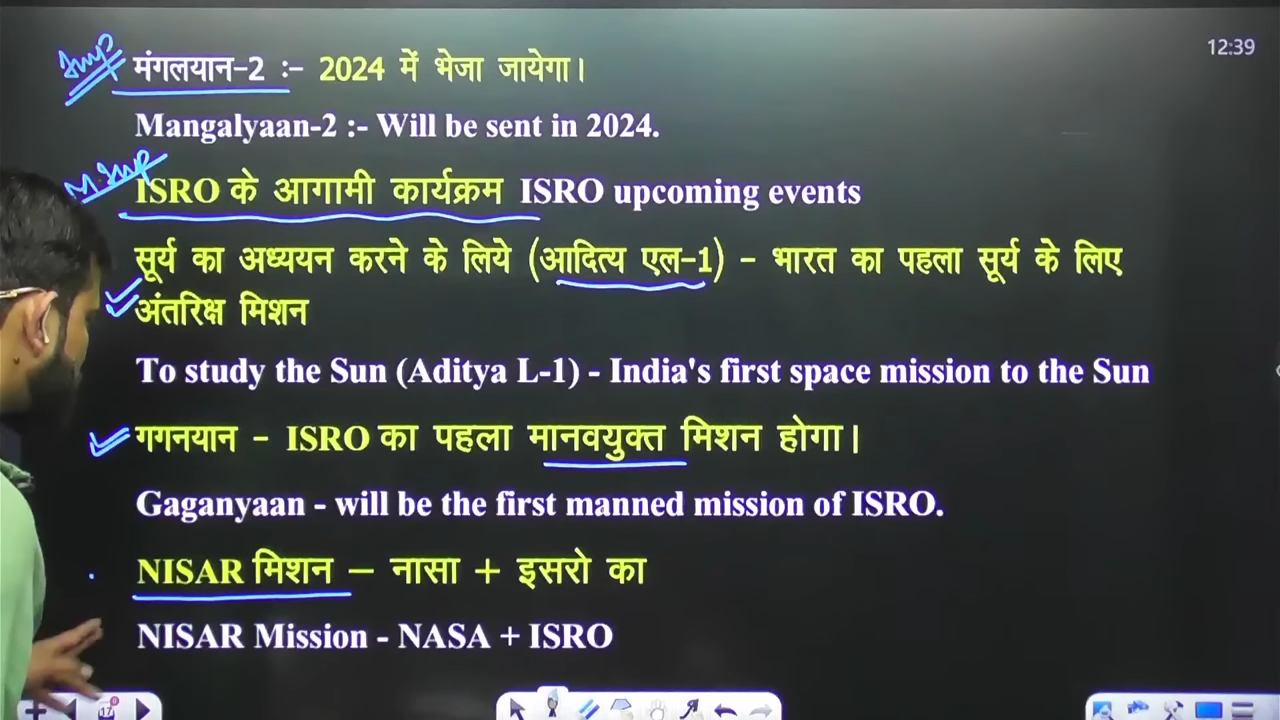 12:39
Imp मंगलयान-2 :- 2024 में भेजा जायेगा।
Mangalyaan-2 :- Will be sent in 2024.
M. Imp
ISRO के आगामी कार्यक्रम ISRO upcoming events
सूर्य का अध्ययन करने के लिये (आदित्य एल-1) - भारत का पहला सूर्य के लिए
अंतरिक्ष मिशन
To study the Sun (Aditya L-1) - India's first space mission to the Sun
गगनयान - ISRO का पहला मानवयुक्त मिशन होगा।
Gaganyaan - will be the first manned mission of ISRO.
NISAR मिशन – नासा + इसरो का
NISAR Mission - NASA + ISRO
17